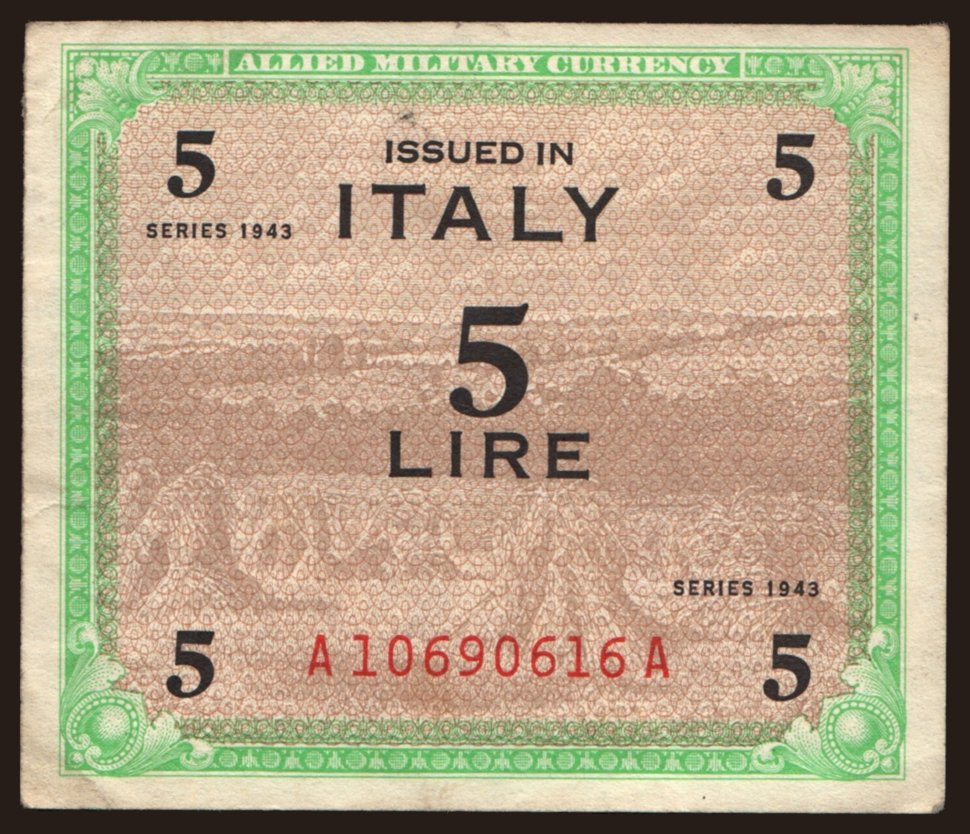 ALLIED MILITARY CURRENCY
5 5
ISSUED IN
ITALY
SERIES 1943
5
LIRE
SERIES 1943
5 A10690616A 5